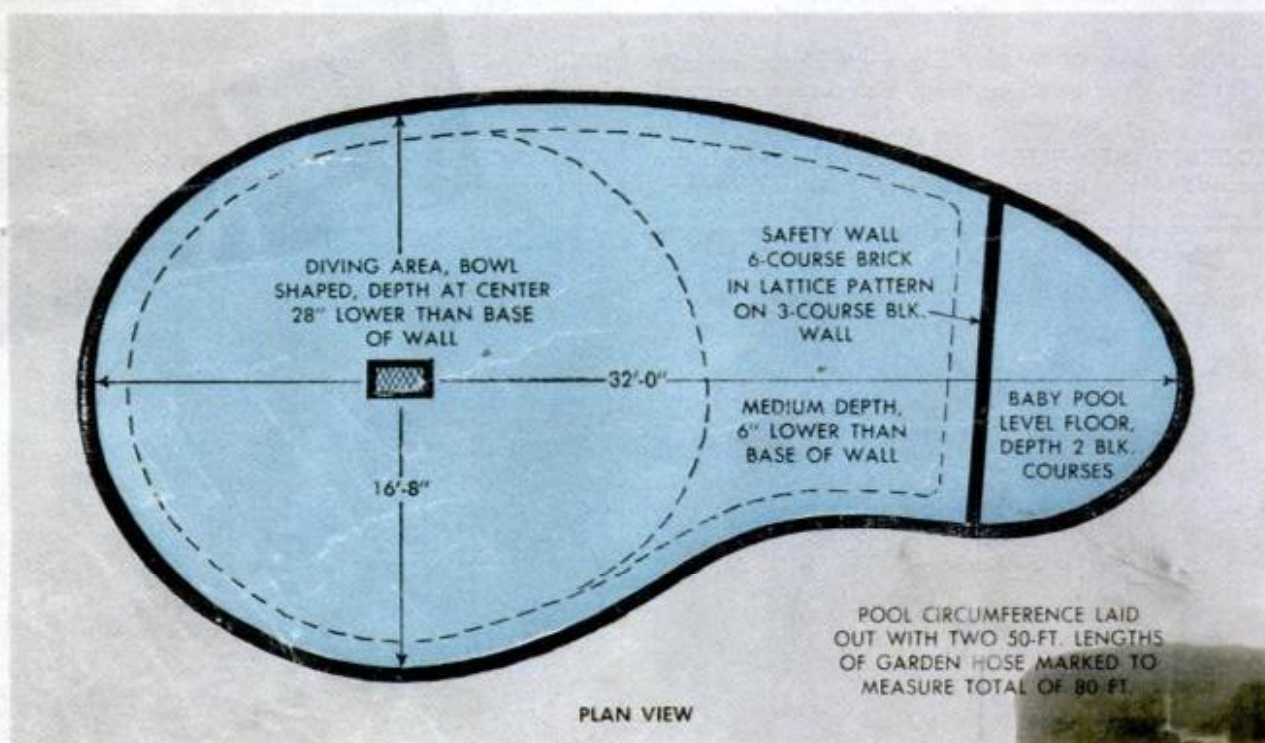 DIVING AREA, BOWL
SHAPED, DEPTH AT CENTER
28" LOWER THAN BASE
OF WALL
SAFETY WALL
6-COURSE BRICK
IN LATTICE PATTERN
ON 3-COURSE BLK.
WALL
32'-0"
16'-8"
MEDIUM DEPTH,
6" LOWER THAN
BASE OF WALL
BABY POOL
LEVEL FLOOR,
DEPTH 2 BLK.
COURSES
POOL CIRCUMFERENCE LAID
OUT WITH TWO 50-FT. LENGTHS
OF GARDEN HOSE MARKED TO
MEASURE TOTAL OF 80 FT.
PLAN VIEW